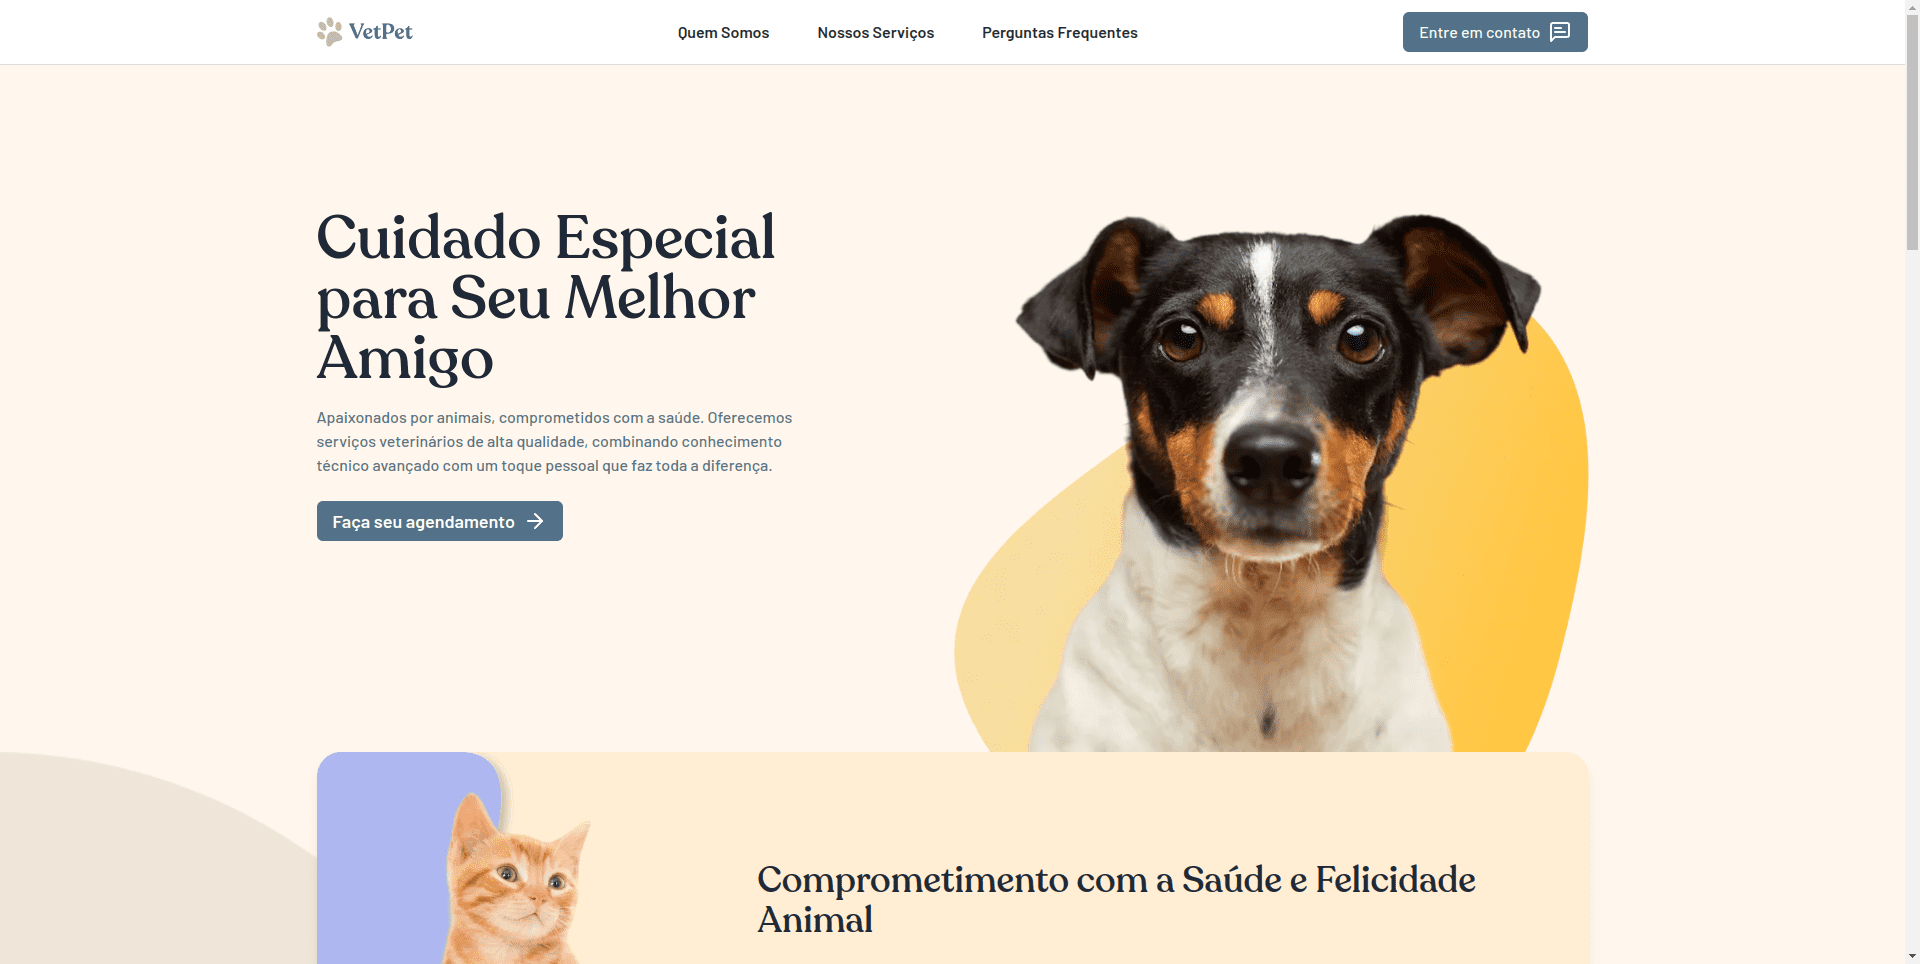 VetPet
Quem Somos
Nossos Serviços
Perguntas Frequentes
Entre em contato
Cuidado Especial
para Seu Melhor
Amigo
Apaixonados por animais, comprometidos com a saúde. Oferecemos
serviços veterinários de alta qualidade, combinando conhecimento
técnico avançado com um toque pessoal que faz toda a diferença.
Faça seu agendamento
Comprometimento com a Saúde e Felicidade
Animal